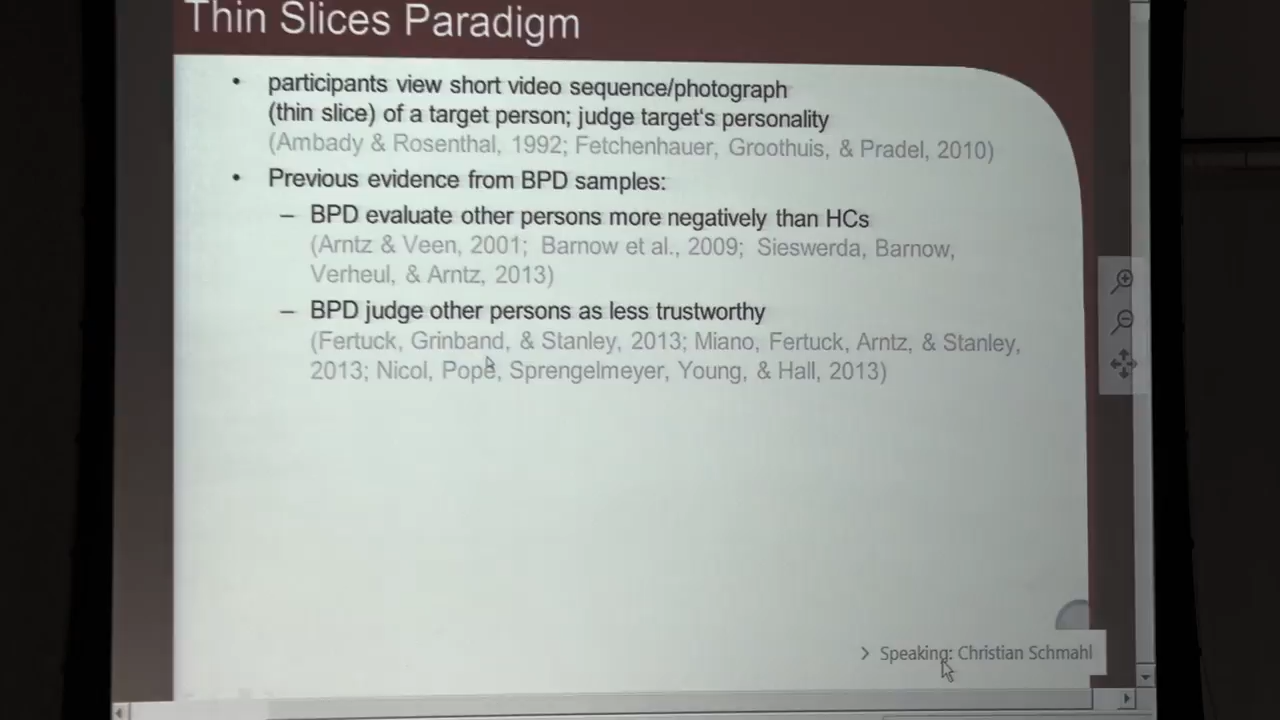 Thin Slices Paradigm
• participants view short video sequence/photograph
(thin slice) of a target person; judge target's personality
(Ambady & Rosenthal, 1992; Fetchenhauer, Groothuis, & Pradel, 2010)
• Previous evidence from BPD samples:
– BPD evaluate other persons more negatively than HCs
(Arntz & Veen, 2001; Barnow et al., 2009; Sieswerda, Barnow,
Verheul, & Arntz, 2013)
– BPD judge other persons as less trustworthy
(Fertuck, Grinband, & Stanley, 2013; Miano, Fertuck, Arntz, & Stanley,
2013; Nicol, Pope, Sprengelmeyer, Young, & Hall, 2013)
> Speaking: Christian Schmahl